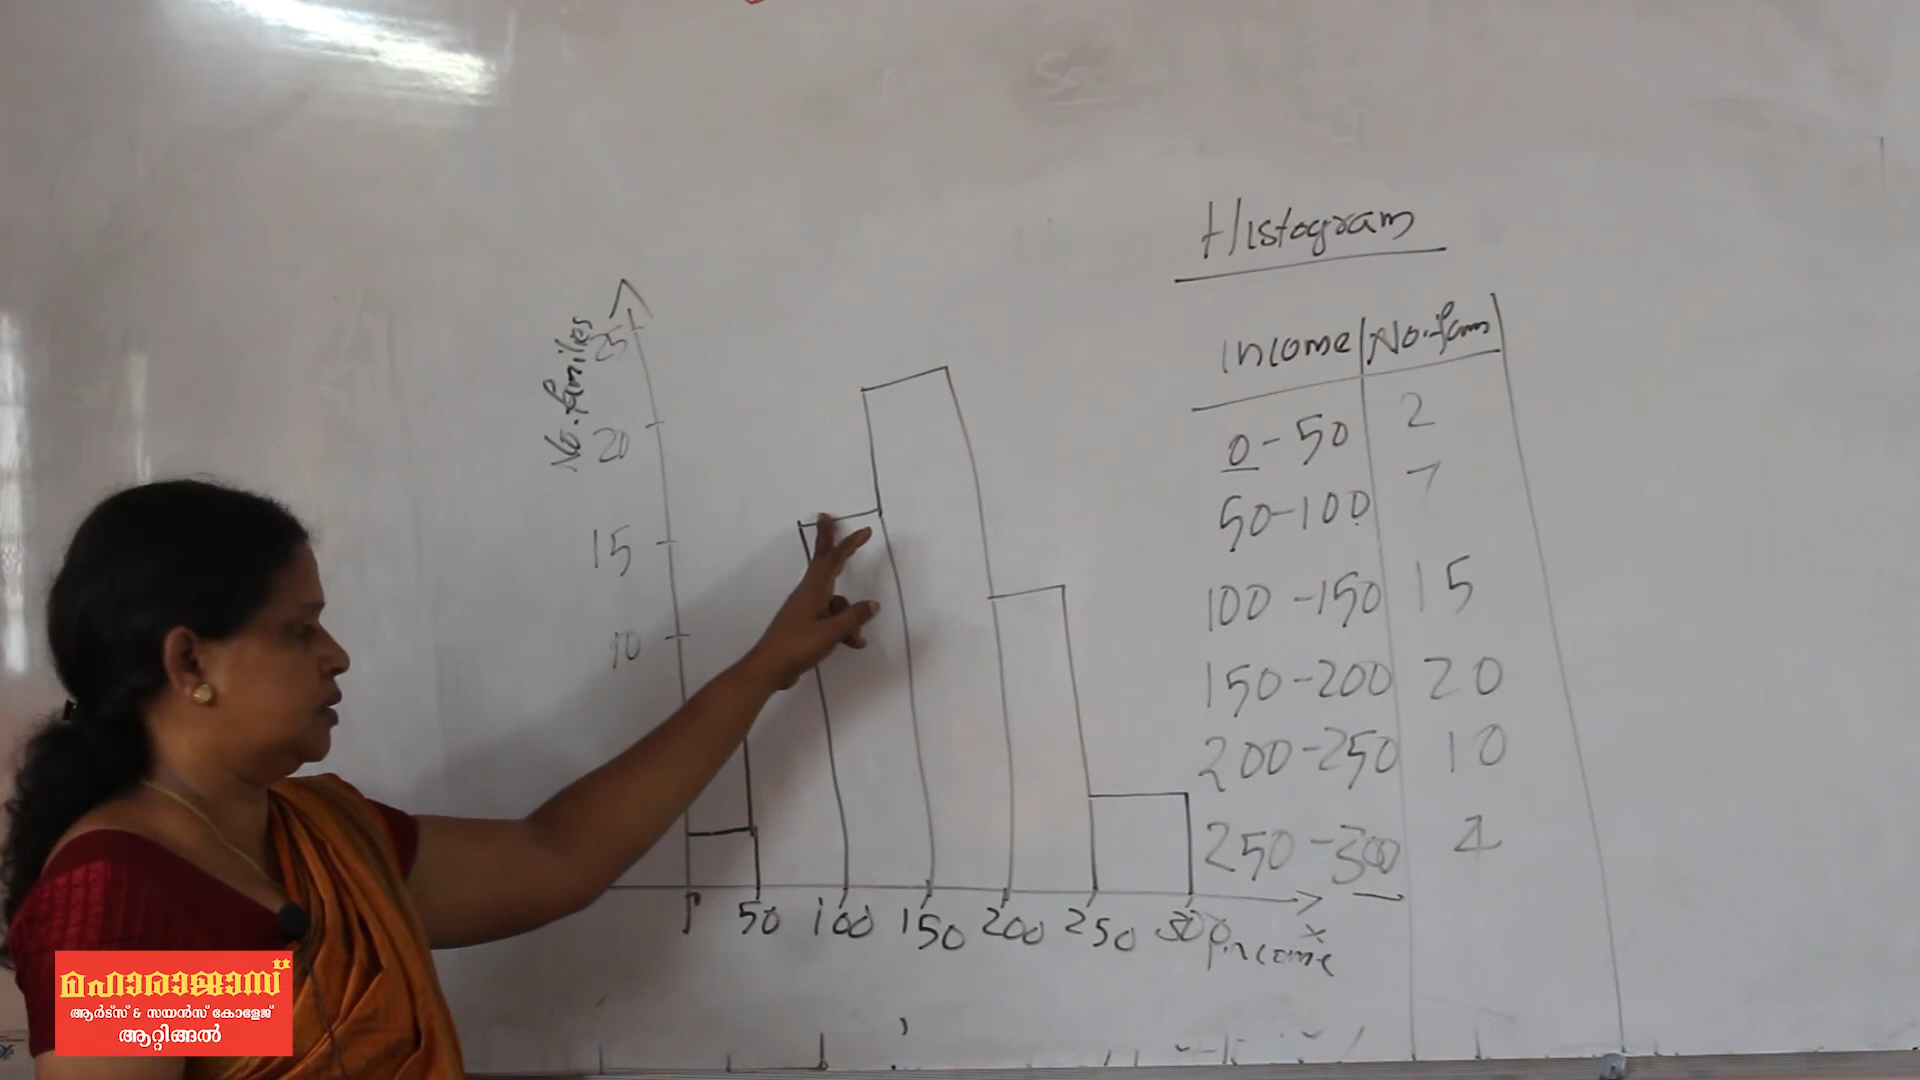 Histogram
Income No. fam
0 - 50 2
50-100 7
100 - 150 15
150 - 200 20
200 - 250 10
250 - 300 4
No. families
25
20
15
10
50 100 150 200 250 300
x
Income
മഹാരാജാസ്
ആർട്സ് & സയൻസ് കോളേജ്
ആറ്റിങ്ങൽ